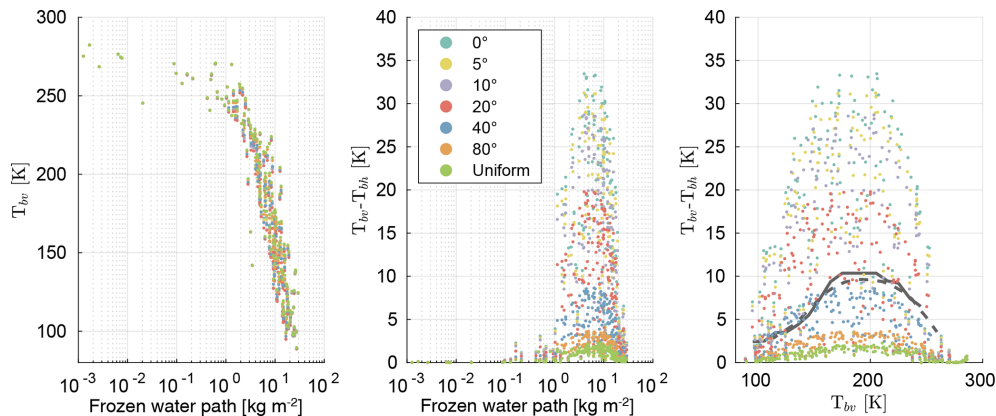 300
250
200
150
100
T_bv [K]
10^-3 10^-2 10^-1 10^0 10^1 10^2
Frozen water path [kg m^-2]
40
35
30
25
20
15
10
5
0
T_bv-T_bh [K]
0°
5°
10°
20°
40°
80°
Uniform
10^-3 10^-2 10^-1 10^0 10^1 10^2
Frozen water path [kg m^-2]
40
35
30
25
20
15
10
5
0
T_bv-T_bh [K]
100 200 300
T_bv [K]